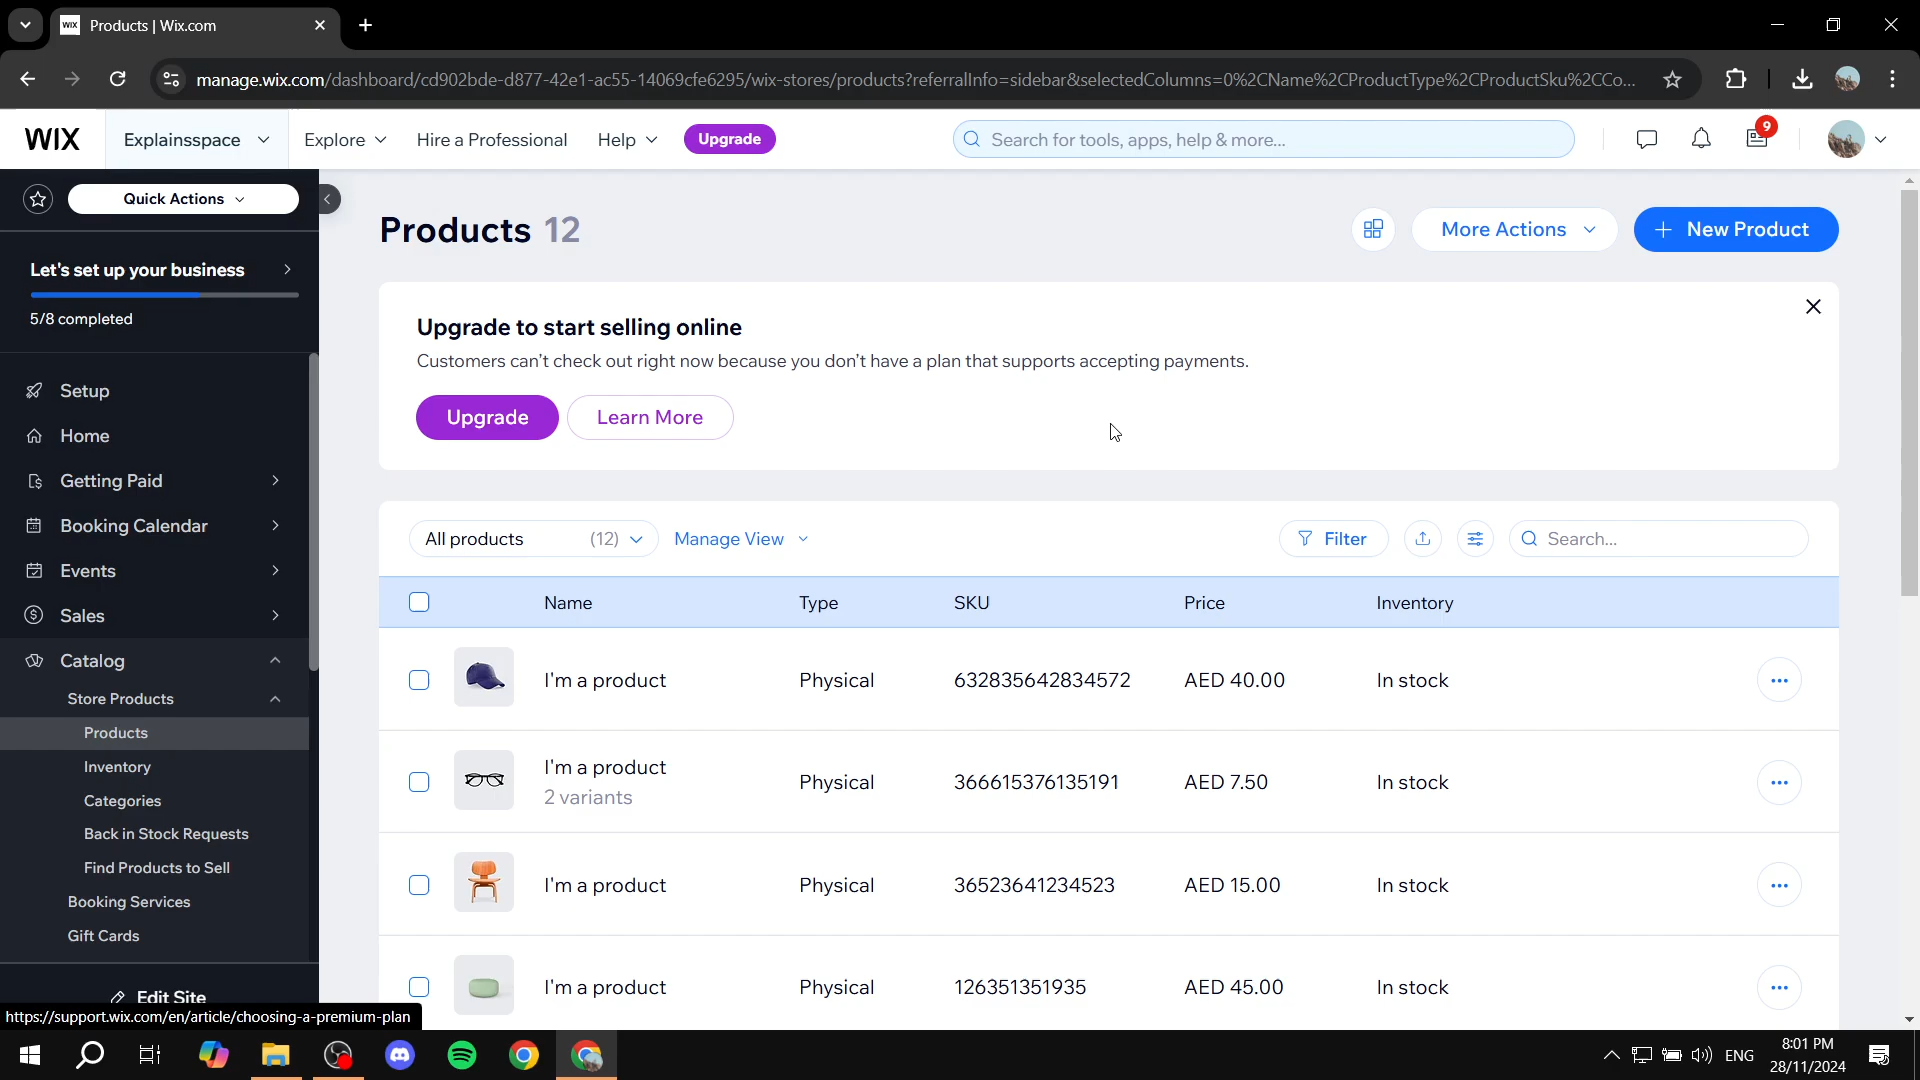 WIX
Products | Wix.com
manage.wix.com/dashboard/cd902bde-d877-42e1-ac55-14069cfe6295/wix-stores/products?referralInfo=sidebar&selectedColumns=0%2CName%2CProductType%2CProductSku%2CCo...
WIX
Explainsspace
Explore
Hire a Professional
Help
Upgrade
Search for tools, apps, help & more...
9
Quick Actions
Let's set up your business
5/8 completed
Setup
Home
Getting Paid
Booking Calendar
Events
Sales
Catalog
Store Products
Products
Inventory
Categories
Back in Stock Requests
Find Products to Sell
Booking Services
Gift Cards
Edit Site
https://support.wix.com/en/article/choosing-a-premium-plan
Products 12
More Actions
+ New Product
Upgrade to start selling online
Customers can't check out right now because you don't have a plan that supports accepting payments.
Upgrade
Learn More
All products (12)
Manage View
Filter
Search...
Name Type SKU Price Inventory
I'm a product Physical 632835642834572 AED 40.00 In stock
I'm a product Physical 366615376135191 AED 7.50 In stock
2 variants
I'm a product Physical 36523641234523 AED 15.00 In stock
I'm a product Physical 126351351935 AED 45.00 In stock
ENG
8:01 PM
28/11/2024